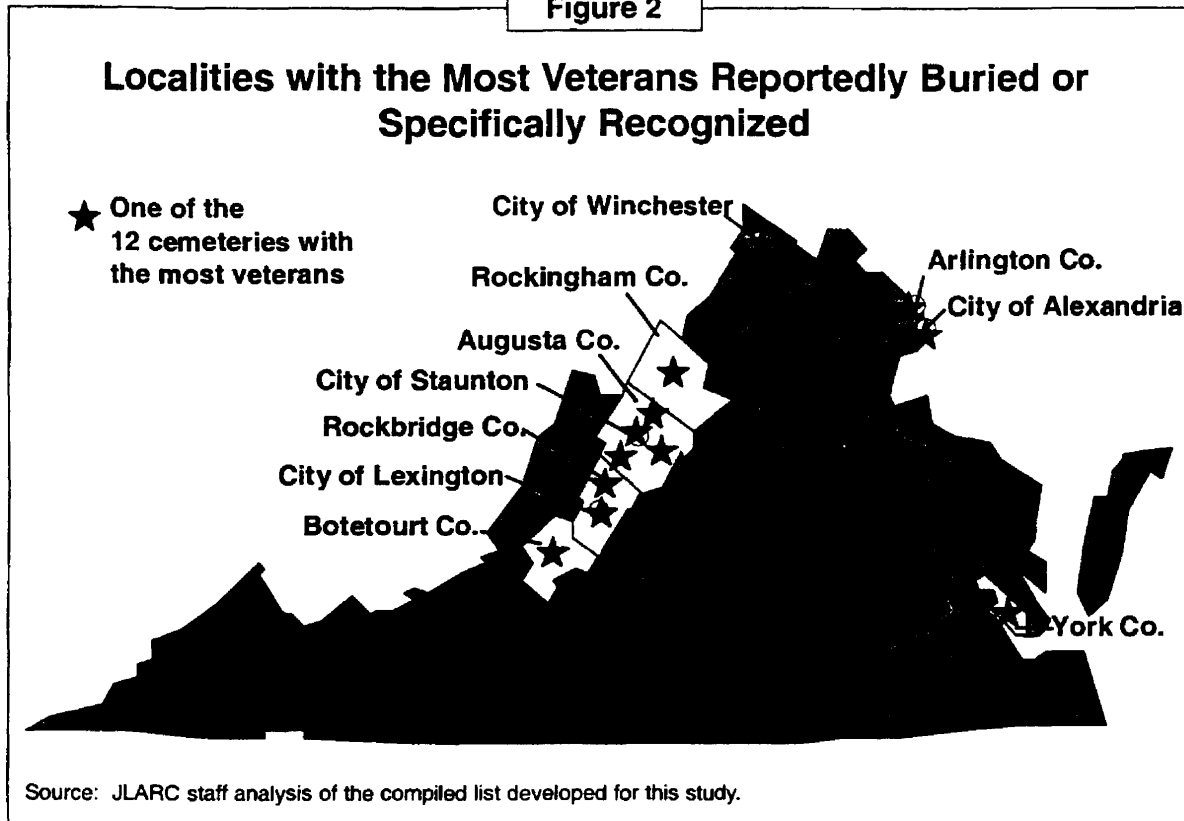 Figure 2
Localities with the Most Veterans Reportedly Buried or
Specifically Recognized
One of the
12 cemeteries with
the most veterans
City of Winchester
Rockingham Co.
Arlington Co.
City of Alexandria
Augusta Co.
City of Staunton
Rockbridge Co.
City of Lexington
Botetourt Co.
York Co.
Source: JLARC staff analysis of the compiled list developed for this study.